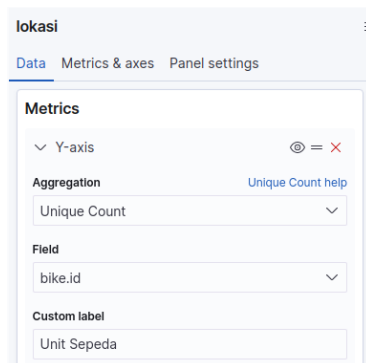 lokasi
Data Metrics & axes Panel settings
Metrics
Y-axis
Aggregation Unique Count help
Unique Count
Field
bike.id
Custom label
Unit Sepeda